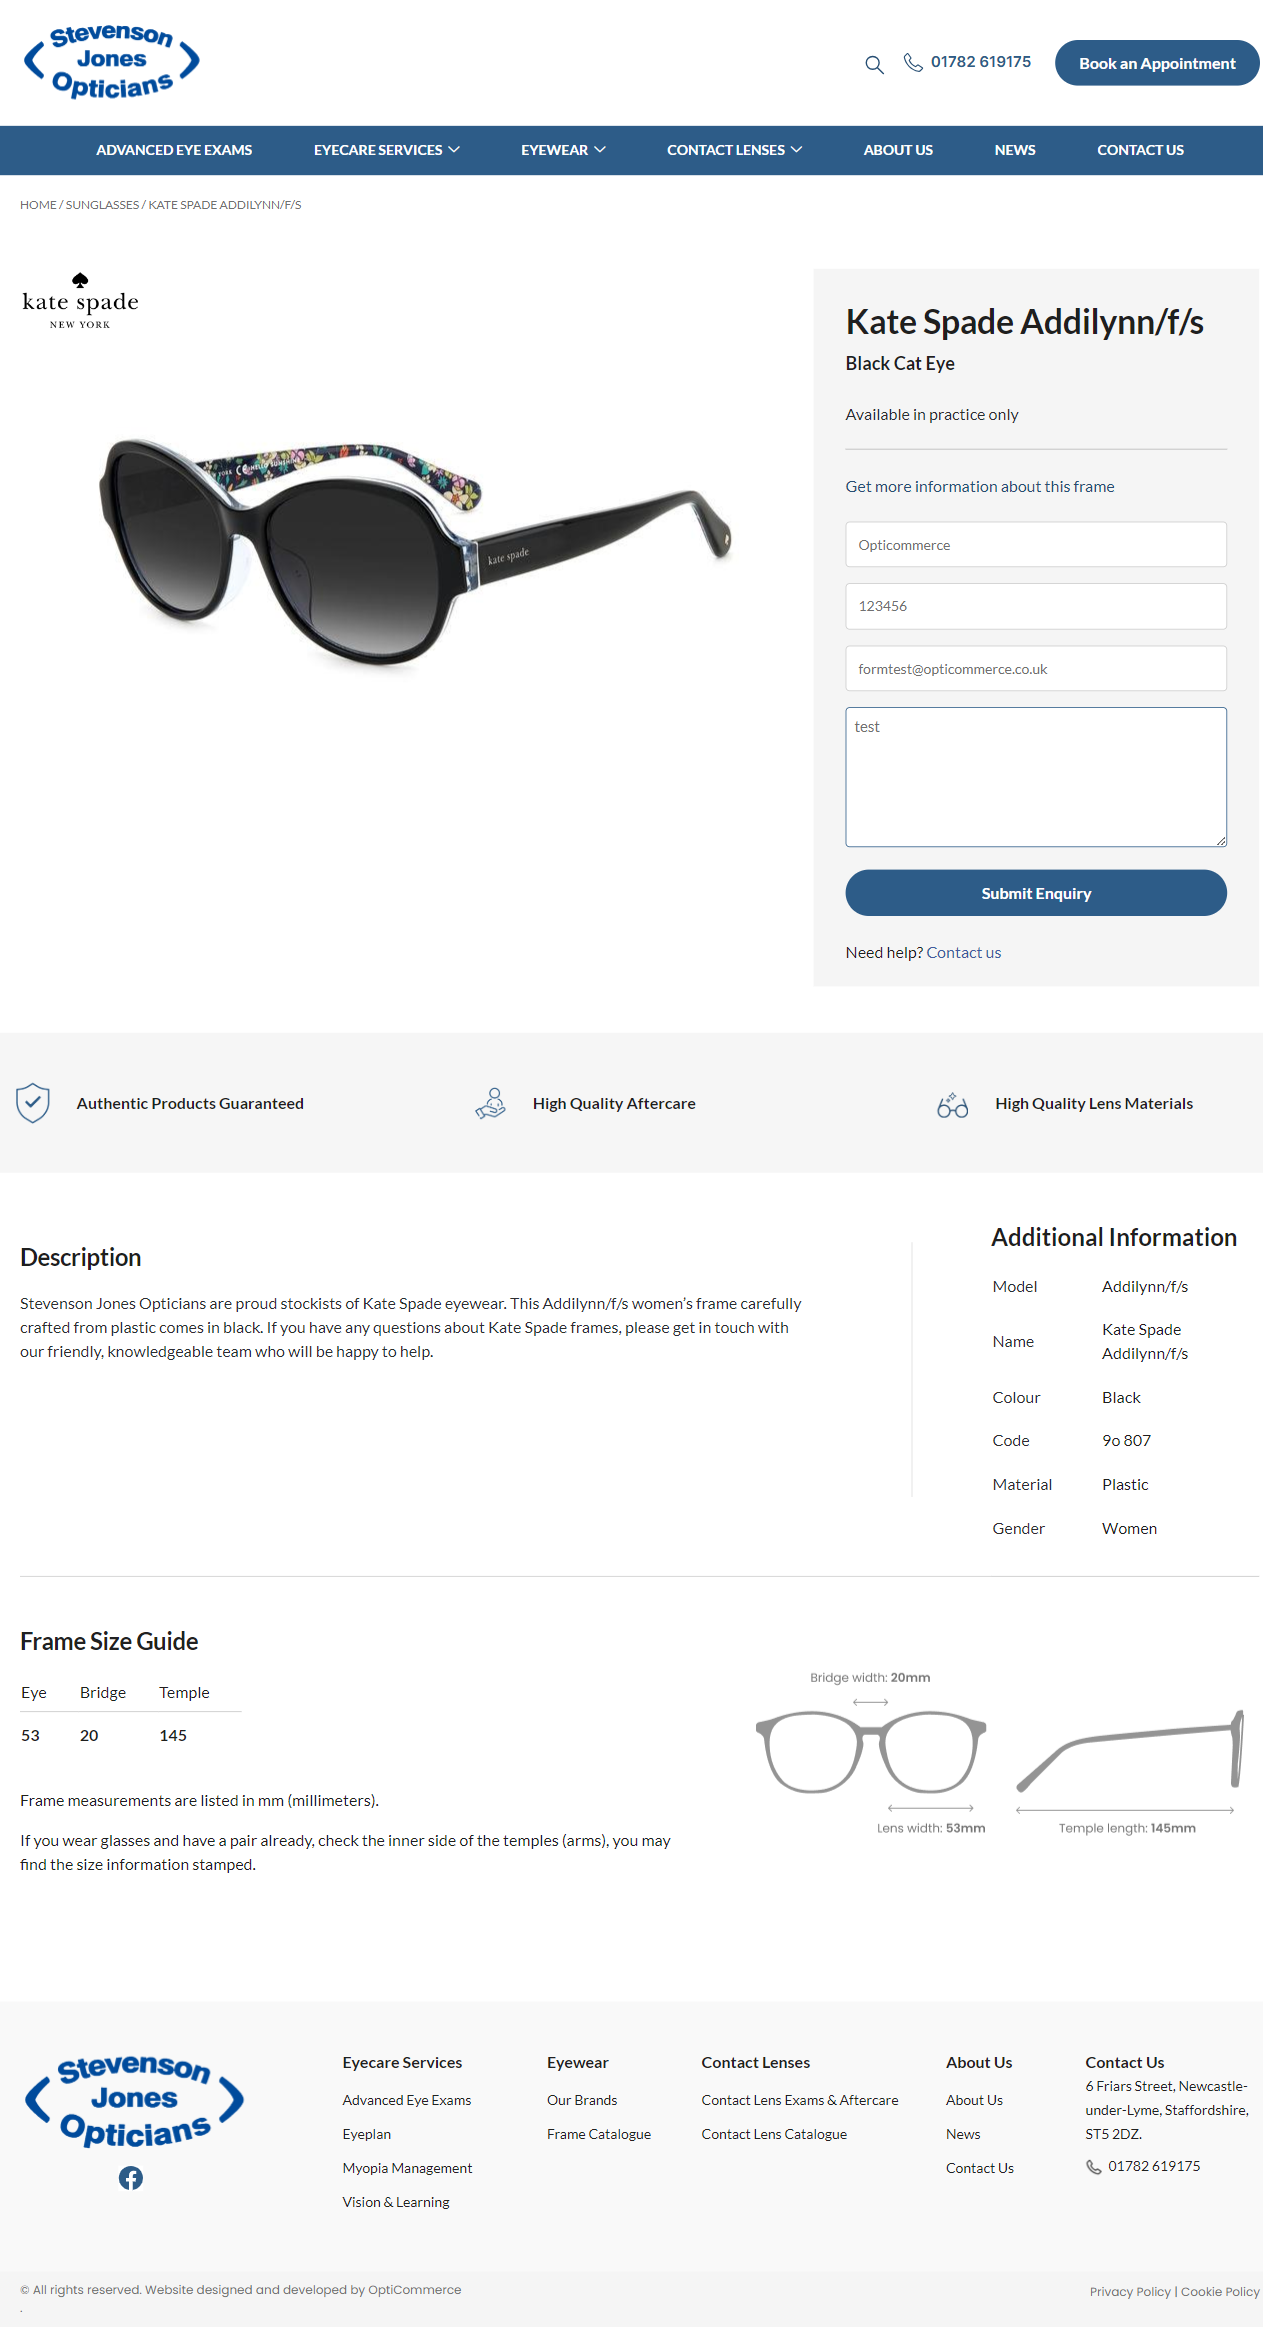 Stevenson
Jones
Opticians
01782 619175
Book an Appointment
ADVANCED EYE EXAMS
EYECARE SERVICES
EYEWEAR
CONTACT LENSES
ABOUT US
NEWS
CONTACT US
HOME / SUNGLASSES / KATE SPADE ADDILYNN/F/S
kate spade
NEW YORK
YORK CE HELLO SUNSHINE
kate spade
Kate Spade Addilynn/f/s
Black Cat Eye
Available in practice only
Get more information about this frame
Opticommerce
123456
formtest@opticommerce.co.uk
test
Submit Enquiry
Need help? Contact us
Authentic Products Guaranteed
High Quality Aftercare
High Quality Lens Materials
Description
Stevenson Jones Opticians are proud stockists of Kate Spade eyewear. This Addilynn/f/s women's frame carefully
crafted from plastic comes in black. If you have any questions about Kate Spade frames, please get in touch with
our friendly, knowledgeable team who will be happy to help.
Additional Information
Model Addilynn/f/s
Name Kate Spade
Addilynn/f/s
Colour Black
Code 9o 807
Material Plastic
Gender Women
Frame Size Guide
Eye Bridge Temple
53 20 145
Frame measurements are listed in mm (millimeters).
If you wear glasses and have a pair already, check the inner side of the temples (arms), you may
find the size information stamped.
Bridge width: 20mm
Lens width: 53mm
Temple length: 145mm
Stevenson
Jones
Opticians
Eyecare Services
Advanced Eye Exams
Eyeplan
Myopia Management
Vision & Learning
Eyewear
Our Brands
Frame Catalogue
Contact Lenses
Contact Lens Exams & Aftercare
Contact Lens Catalogue
About Us
About Us
News
Contact Us
Contact Us
6 Friars Street, Newcastle-
under-Lyme, Staffordshire,
ST5 2DZ.
01782 619175
© All rights reserved. Website designed and developed by OptiCommerce
.
Privacy Policy | Cookie Policy